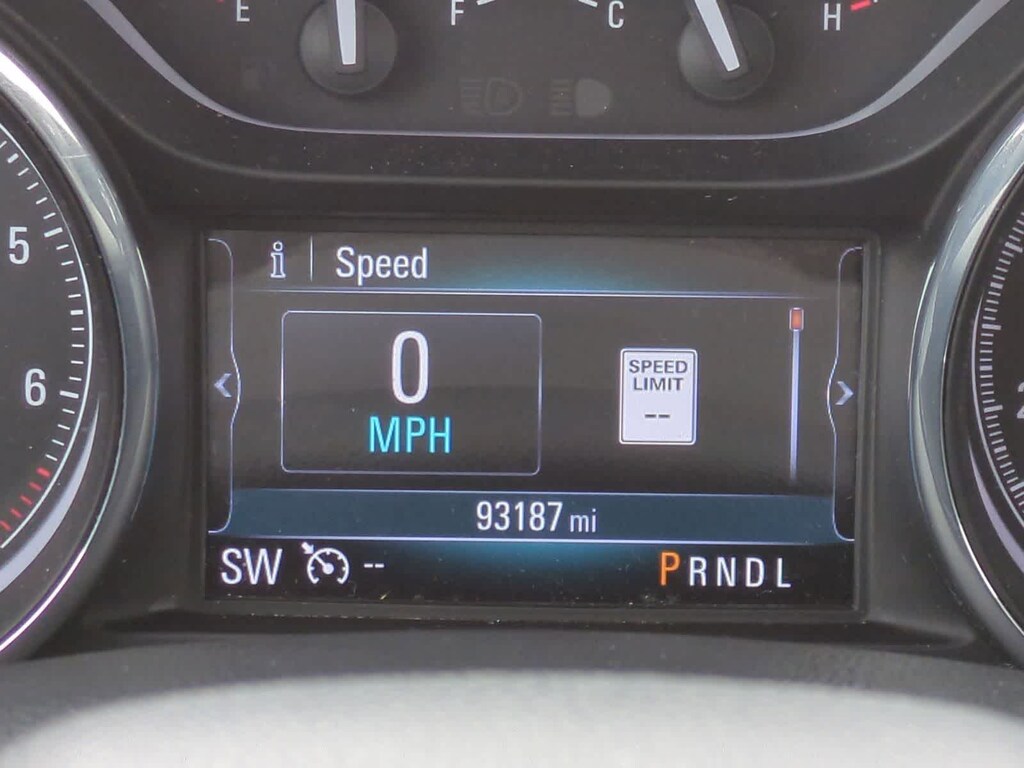 E F C H
5
6
i Speed
0
MPH
SPEED
LIMIT
--
93187 mi
SW --
PRNDL